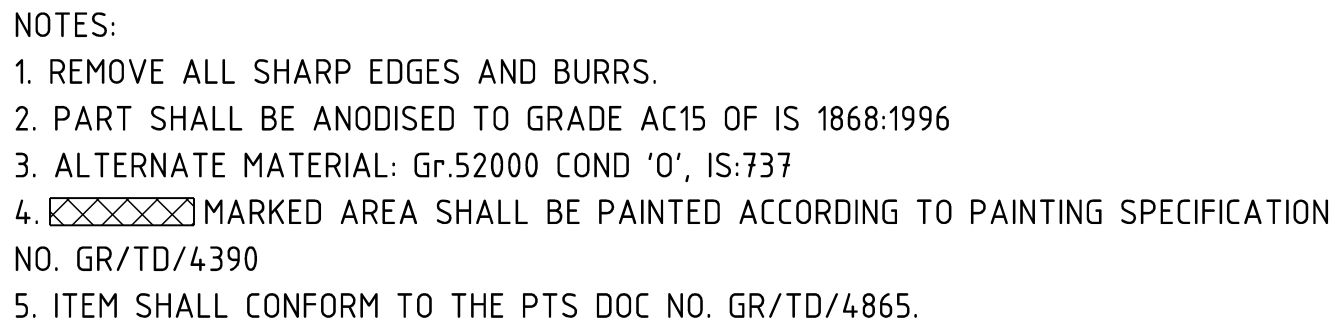 NOTES:
1. REMOVE ALL SHARP EDGES AND BURRS.
2. PART SHALL BE ANODISED TO GRADE AC15 OF IS 1868:1996
3. ALTERNATE MATERIAL: Gr.52000 COND 'O', IS:737
4. MARKED AREA SHALL BE PAINTED ACCORDING TO PAINTING SPECIFICATION
NO. GR/TD/4390
5. ITEM SHALL CONFORM TO THE PTS DOC NO. GR/TD/4865.